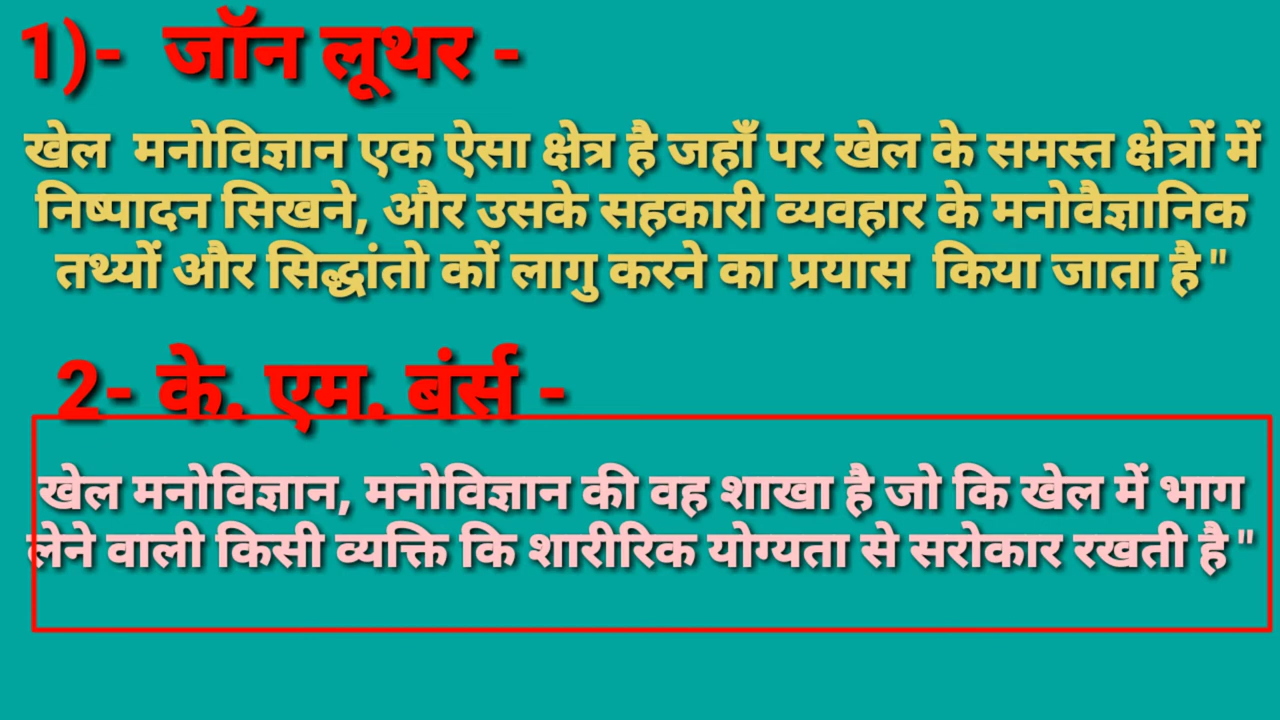 1)- जॉन लूथर -
खेल मनोविज्ञान एक ऐसा क्षेत्र है जहाँ पर खेल के समस्त क्षेत्रों में
निष्पादन सिखने, और उसके सहकारी व्यवहार के मनोवैज्ञानिक
तथ्यों और सिद्धांतो कों लागु करने का प्रयास किया जाता है "
2- के. एम. बंर्स -
खेल मनोविज्ञान, मनोविज्ञान की वह शाखा है जो कि खेल में भाग
लेने वाली किसी व्यक्ति कि शारीरिक योग्यता से सरोकार रखती है "